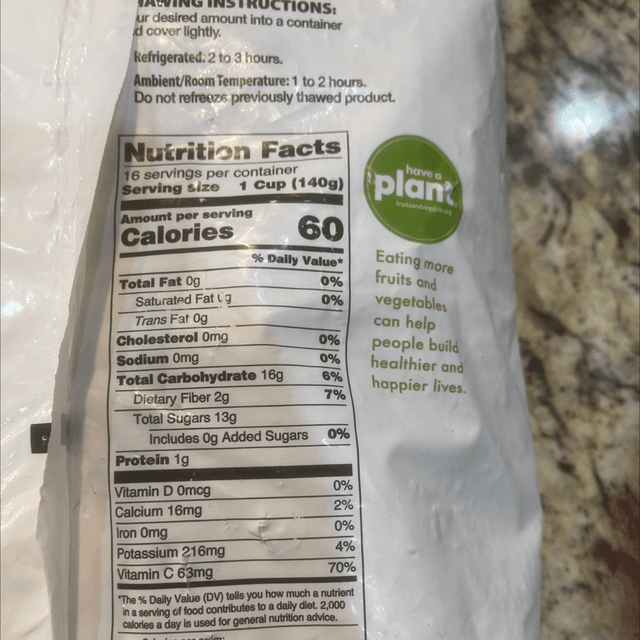 INSTRUCTIONS:
ur desired amount into a container
d cover lightly.
Refrigerated: 2 to 3 hours.
Ambient/Room Temperature: 1 to 2 hours.
Do not refreeze previously thawed product.
Nutrition Facts
16 servings per container
Serving size 1 Cup (140g)
Amount per serving
Calories 60
% Daily Value*
Total Fat 0g 0%
Saturated Fat g 0%
Trans Fat 0g
Cholesterol 0mg 0%
Sodium 0mg 0%
Total Carbohydrate 16g 6%
Dietary Fiber 2g 7%
Total Sugars 13g
Includes 0g Added Sugars 0%
Protein 1g
Vitamin D 0mcg 0%
Calcium 16mg 2%
Iron 0mg 0%
Potassium 216mg 4%
Vitamin C 63mg 70%
*The % Daily Value (DV) tells you how much a nutrient
in a serving of food contributes to a daily diet. 2,000
calories a day is used for general nutrition advice.
have a
plant
fruitsandveggies.org
Eating more
fruits and
vegetables
can help
people build
healthier and
happier lives.